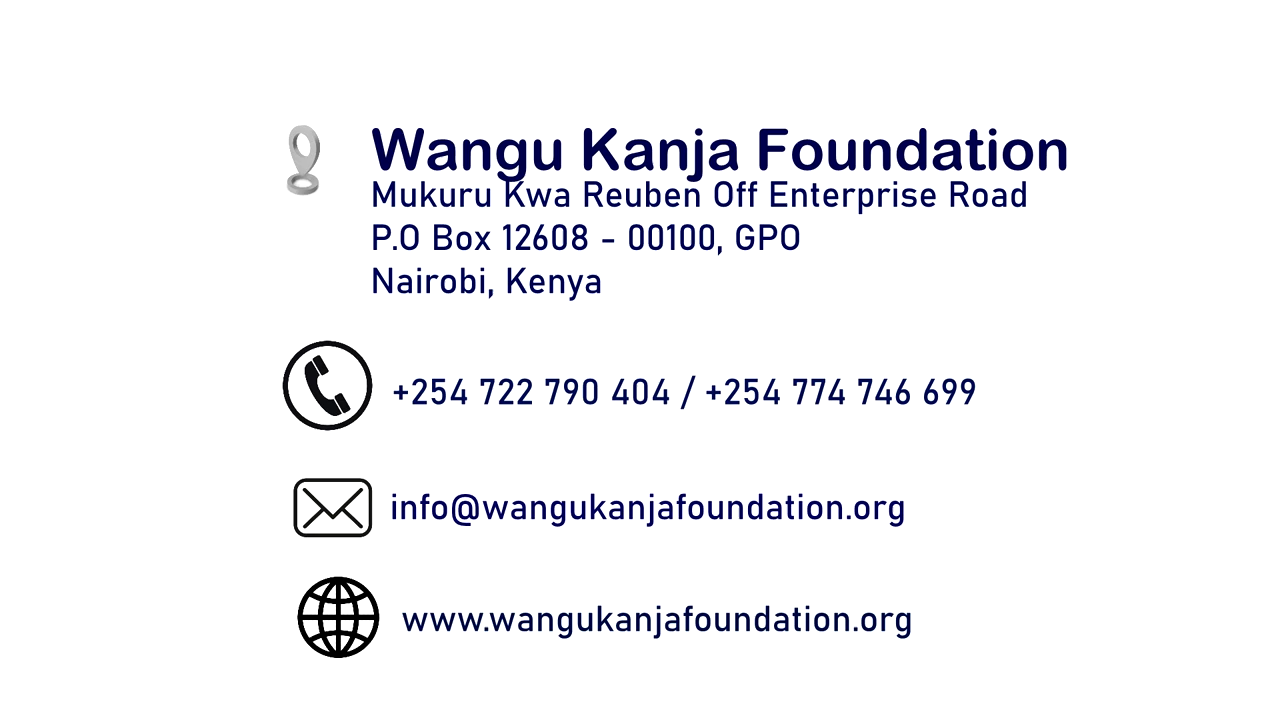 Wangu Kanja Foundation
Mukuru Kwa Reuben Off Enterprise Road
P.O Box 12608 - 00100, GPO
Nairobi, Kenya
+254 722 790 404 / +254 774 746 699
info@wangukanjafoundation.org
www.wangukanjafoundation.org